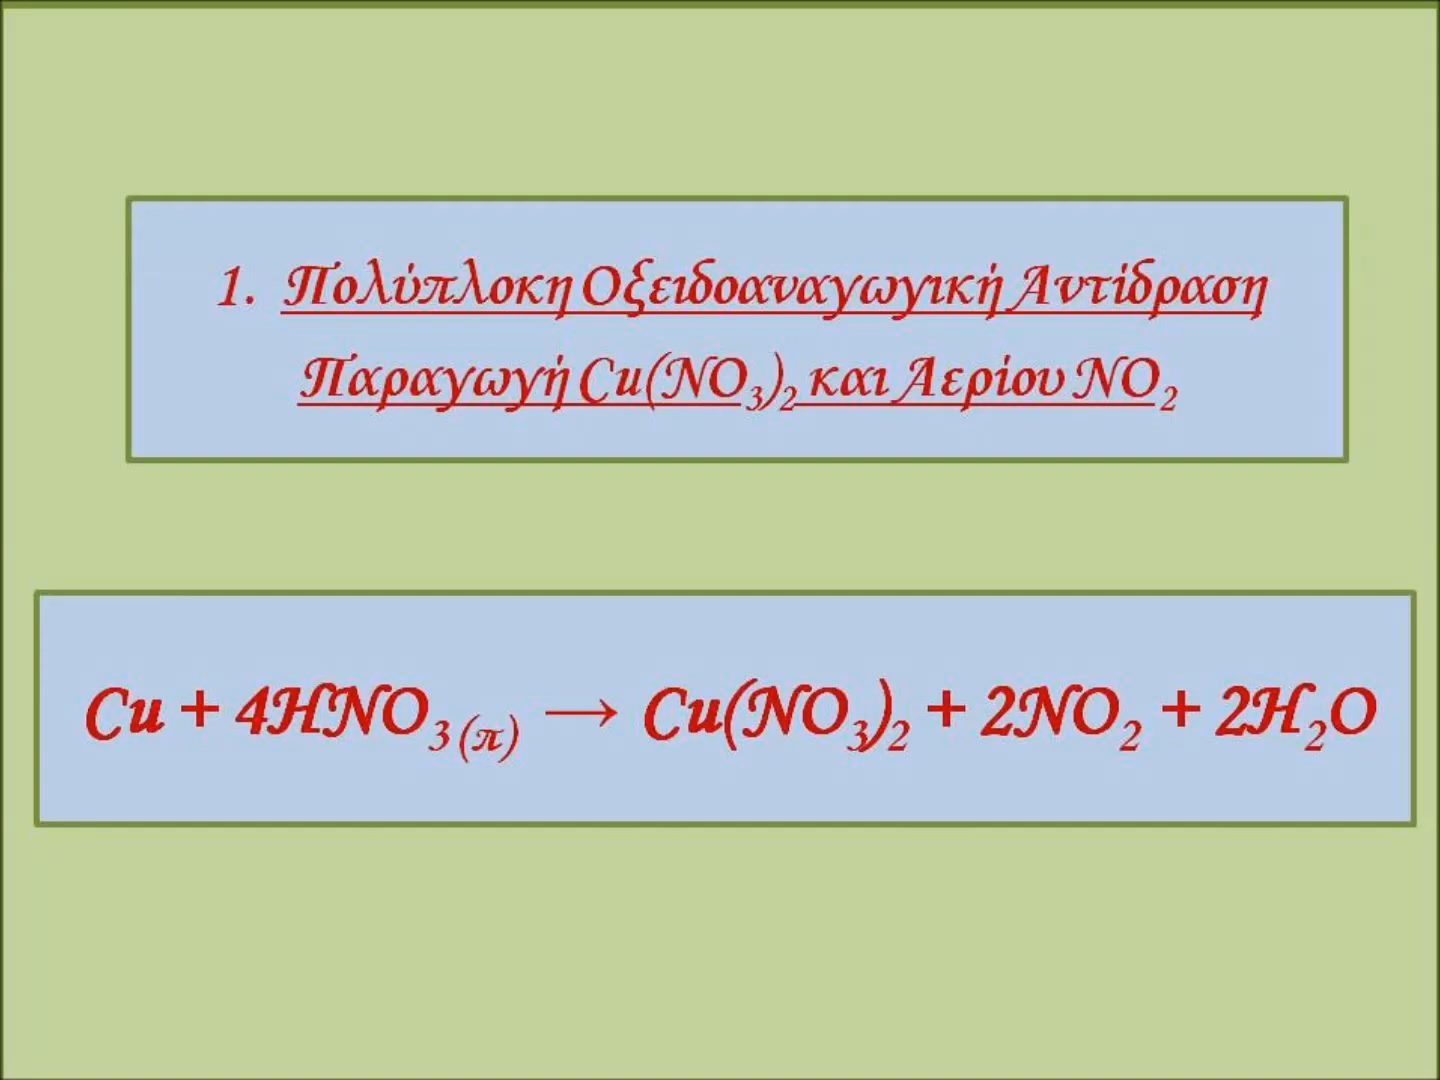 1. Πολύπλοκη Οξειδοαναγωγική Αντίδραση
Παραγωγή Cu(NO₃)₂ και Αερίου NO₂
Cu + 4HNO₃(π) → Cu(NO₃)₂ + 2NO₂ + 2H₂O